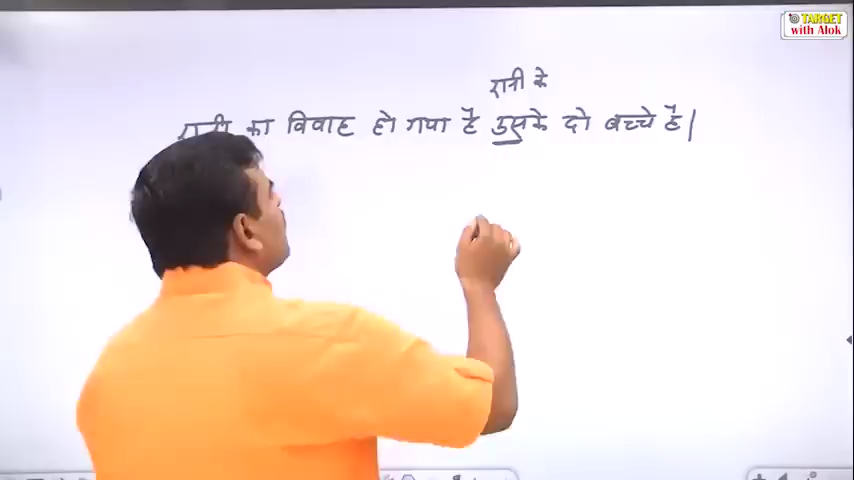 TARGET
with Alok
रानी के
रानी का विवाह हो गया है उसके दो बच्चे है|